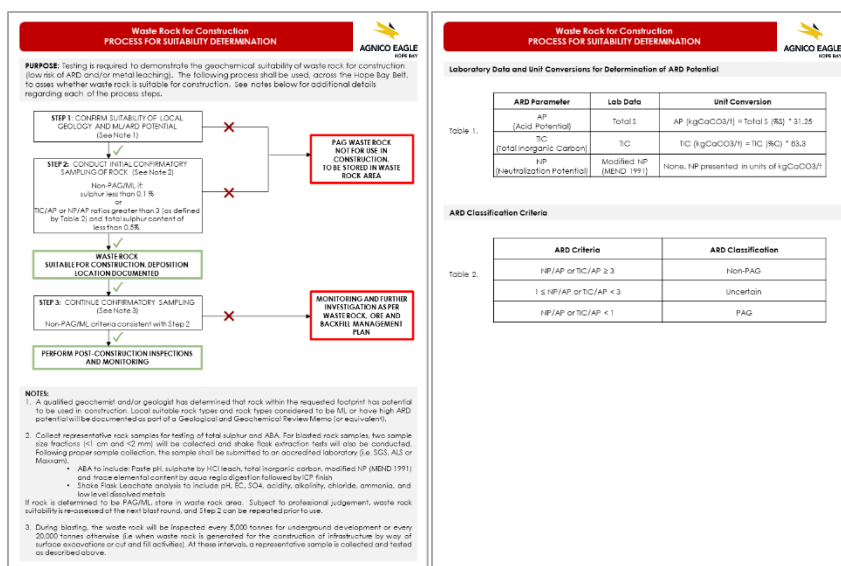 Waste Rock for Construction
PROCESS FOR SUITABILITY DETERMINATION
AGNICO EAGLE
HOPE BAY
PURPOSE: Testing is required to demonstrate the geochemical suitability of waste rock for construction
(low risk of ARD and/or metal leaching). The following process shall be used, across the Hope Bay Belt,
to asses whether waste rock is suitable for construction. See notes below for additional details
regarding each of the process steps.
STEP 1: CONFIRM SUITABILITY OF LOCAL
GEOLOGY AND ML/ARD POTENTIAL
(See Note 1)
STEP 2: CONDUCT INITIAL CONFIRMATORY
SAMPLING OF ROCK (See Note 2)
Non-PAG/ML if:
sulphur less than 0.1 %
or
TIC/AP or NP/AP ratios greater than 3 (as defined
by Table 2) and total sulphur content of
less than 0.5%.
PAG WASTE ROCK
NOT FOR USE IN
CONSTRUCTION.
TO BE STORED IN WASTE
ROCK AREA
WASTE ROCK
SUITABLE FOR CONSTRUCTION, DEPOSITION
LOCATION DOCUMENTED
STEP 3: CONTINUE CONFIRMATORY SAMPLING
(See Note 3)
Non-PAG/ML criteria consistent with Step 2
MONITORING AND FURTHER
INVESTIGATION AS PER
WASTE ROCK, ORE AND
BACKFILL MANAGEMENT
PLAN
PERFORM POST-CONSTRUCTION INSPECTIONS
AND MONITORING
NOTES:
1. A qualified geochemist and/or geologist has determined that rock within the requested footprint has potential
to be used in construction. Local suitable rock types and rock types considered to be ML or have high ARD
potential will be documented as part of a Geological and Geochemical Review Memo (or equivalent).
2. Collect representative rock samples for testing of total sulphur and ABA. For blasted rock samples, two sample
size fractions (<1 cm and <2 mm) will be collected and shake flask extraction tests will also be conducted.
Following proper sample collection, the sample shall be submitted to an accredited laboratory (i.e. SGS, ALS or
Maxxam).
• ABA to include: Paste pH, sulphate by HCl leach, total inorganic carbon, modified NP (MEND 1991)
and trace elemental content by aqua regia digestion followed by ICP finish
• Shake Flask Leachate analysis to include pH, EC, SO4, acidity, alkalinity, chloride, ammonia, and
low level dissolved metals
If rock is determined to be PAG/ML, store in waste rock area. Subject to professional judgement, waste rock
suitability is re-assessed at the next blast round, and Step 2 can be repeated prior to use.
3. During blasting, the waste rock will be inspected every 5,000 tonnes for underground development or every
20,000 tonnes otherwise (i.e when waste rock is generated for the construction of infrastructure by way of
surface excavations or cut and fill activities). At these intervals, a representative sample is collected and tested
as described above.
Waste Rock for Construction
PROCESS FOR SUITABILITY DETERMINATION
AGNICO EAGLE
HOPE BAY
Laboratory Data and Unit Conversions for Determination of ARD Potential
Table 1.
ARD Parameter Lab Data Unit Conversion
AP
(Acid Potential) Total S AP (kgCaCO3/t) = Total S (%S) * 31.25
TIC
(Total Inorganic Carbon) TIC TIC (kgCaCO3/t) = TIC (%C) * 83.3
NP
(Neutralization Potential) Modified NP
(MEND 1991) None. NP presented in units of kgCaCO3/t
ARD Classification Criteria
Table 2.
ARD Criteria ARD Classification
NP/AP or TIC/AP ≥ 3 Non-PAG
1 ≤ NP/AP or TIC/AP < 3 Uncertain
NP/AP or TIC/AP < 1 PAG